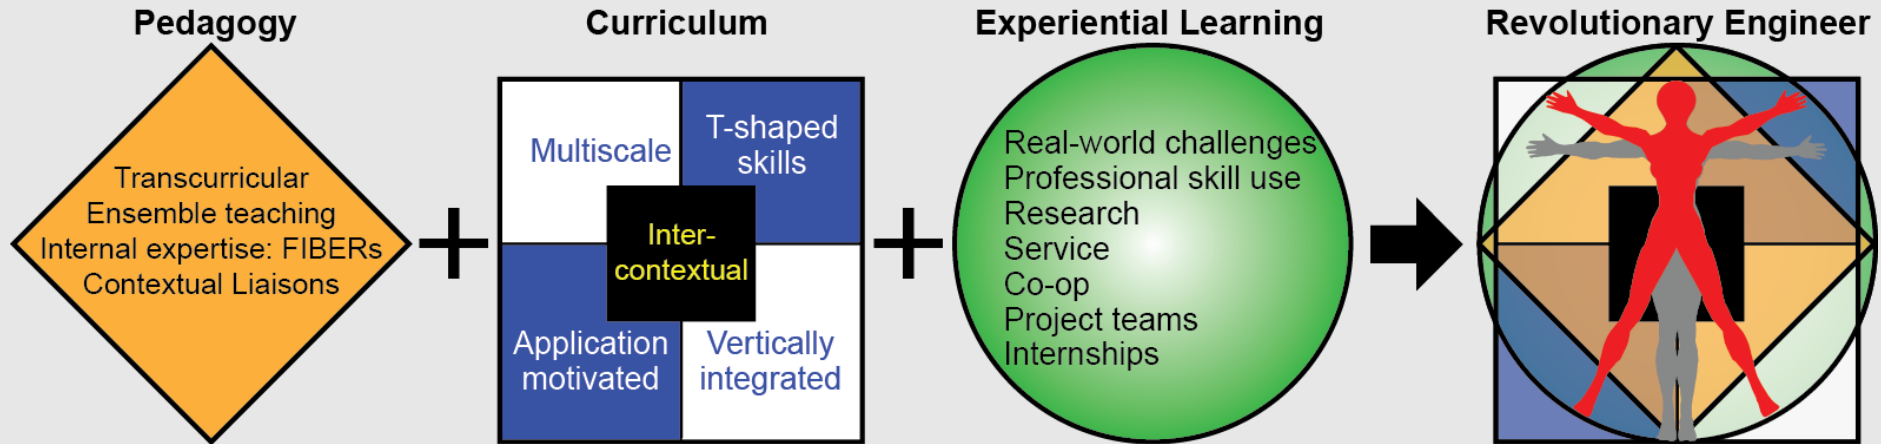 Pedagogy
Transcurricular
Ensemble teaching
Internal expertise: FIBERs
Contextual Liaisons
+
Curriculum
Multiscale
T-shaped
skills
Inter-
contextual
Application
motivated
Vertically
integrated
+
Experiential Learning
Real-world challenges
Professional skill use
Research
Service
Co-op
Project teams
Internships
Revolutionary Engineer